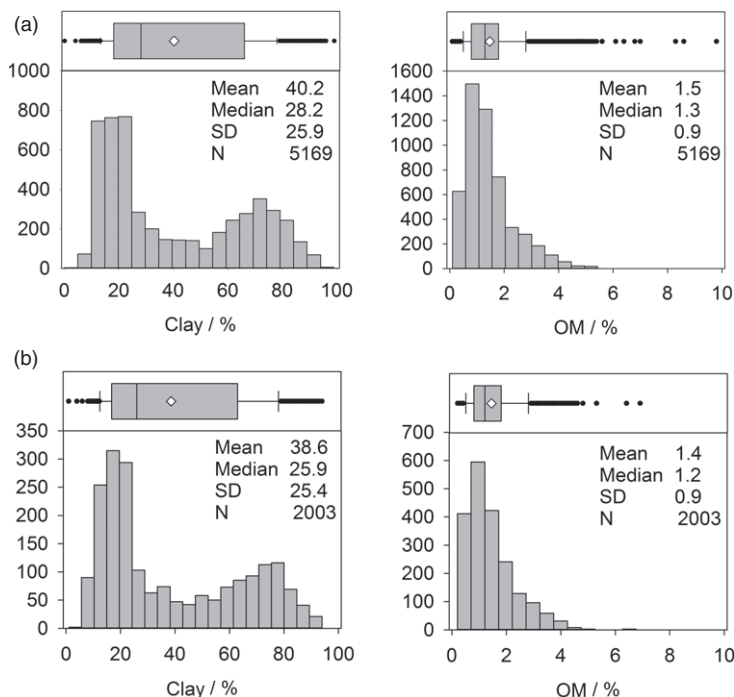 (a)
1000
800
600
400
200
0
Mean 40.2
Median 28.2
SD 25.9
N 5169
0 20 40 60 80 100
Clay / %
1600
1400
1200
1000
800
600
400
200
0
Mean 1.5
Median 1.3
SD 0.9
N 5169
0 2 4 6 8 10
OM / %
(b)
350
300
250
200
150
100
50
0
Mean 38.6
Median 25.9
SD 25.4
N 2003
0 20 40 60 80 100
Clay / %
700
600
500
400
300
200
100
0
Mean 1.4
Median 1.2
SD 0.9
N 2003
0 2 4 6 8 10
OM / %